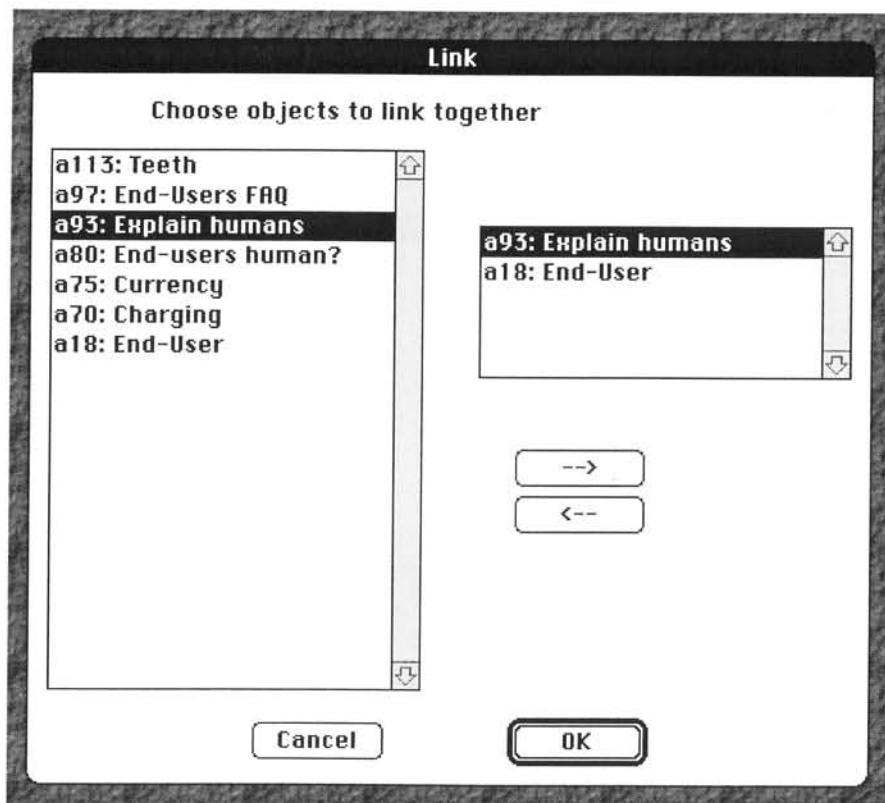 Link
Choose objects to link together
a113: Teeth
a97: End-Users FAQ
a93: Explain humans
a80: End-users human?
a75: Currency
a70: Charging
a18: End-User
a93: Explain humans
a18: End-User
-->
<--
Cancel
OK